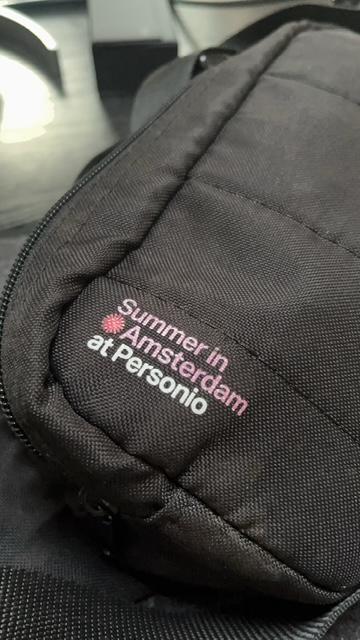 Summer in
Amsterdam
at Personio